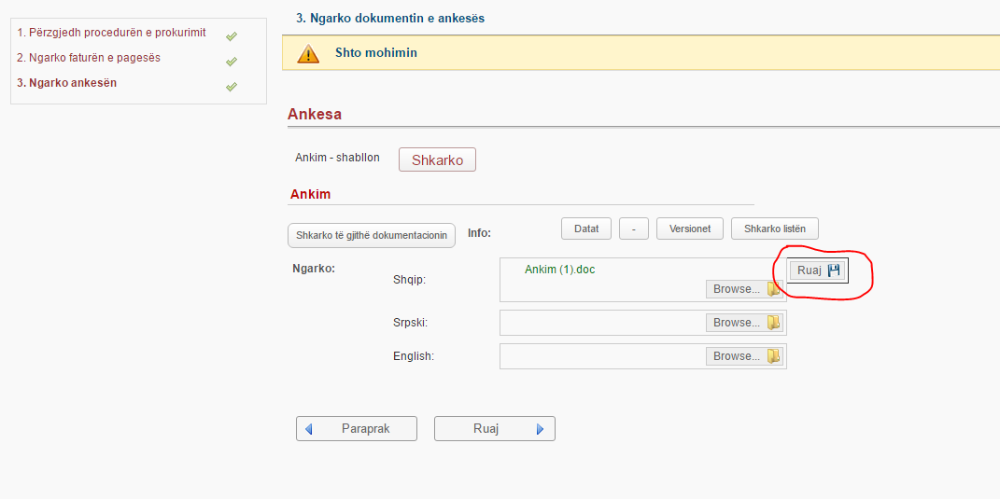 1. Përzgjedh procedurën e prokurimit
2. Ngarko faturën e pagesës
3. Ngarko ankesën
3. Ngarko dokumentin e ankesës
Shto mohimin
Ankesa
Ankim - shabllon Shkarko
Ankim
Shkarko të gjithë dokumentacionin Info: Datat - Versionet Shkarko listën
Ngarko: Shqip: Ankim (1).doc Ruaj
Browse...
Srpski: Browse...
English: Browse...
Paraprak Ruaj